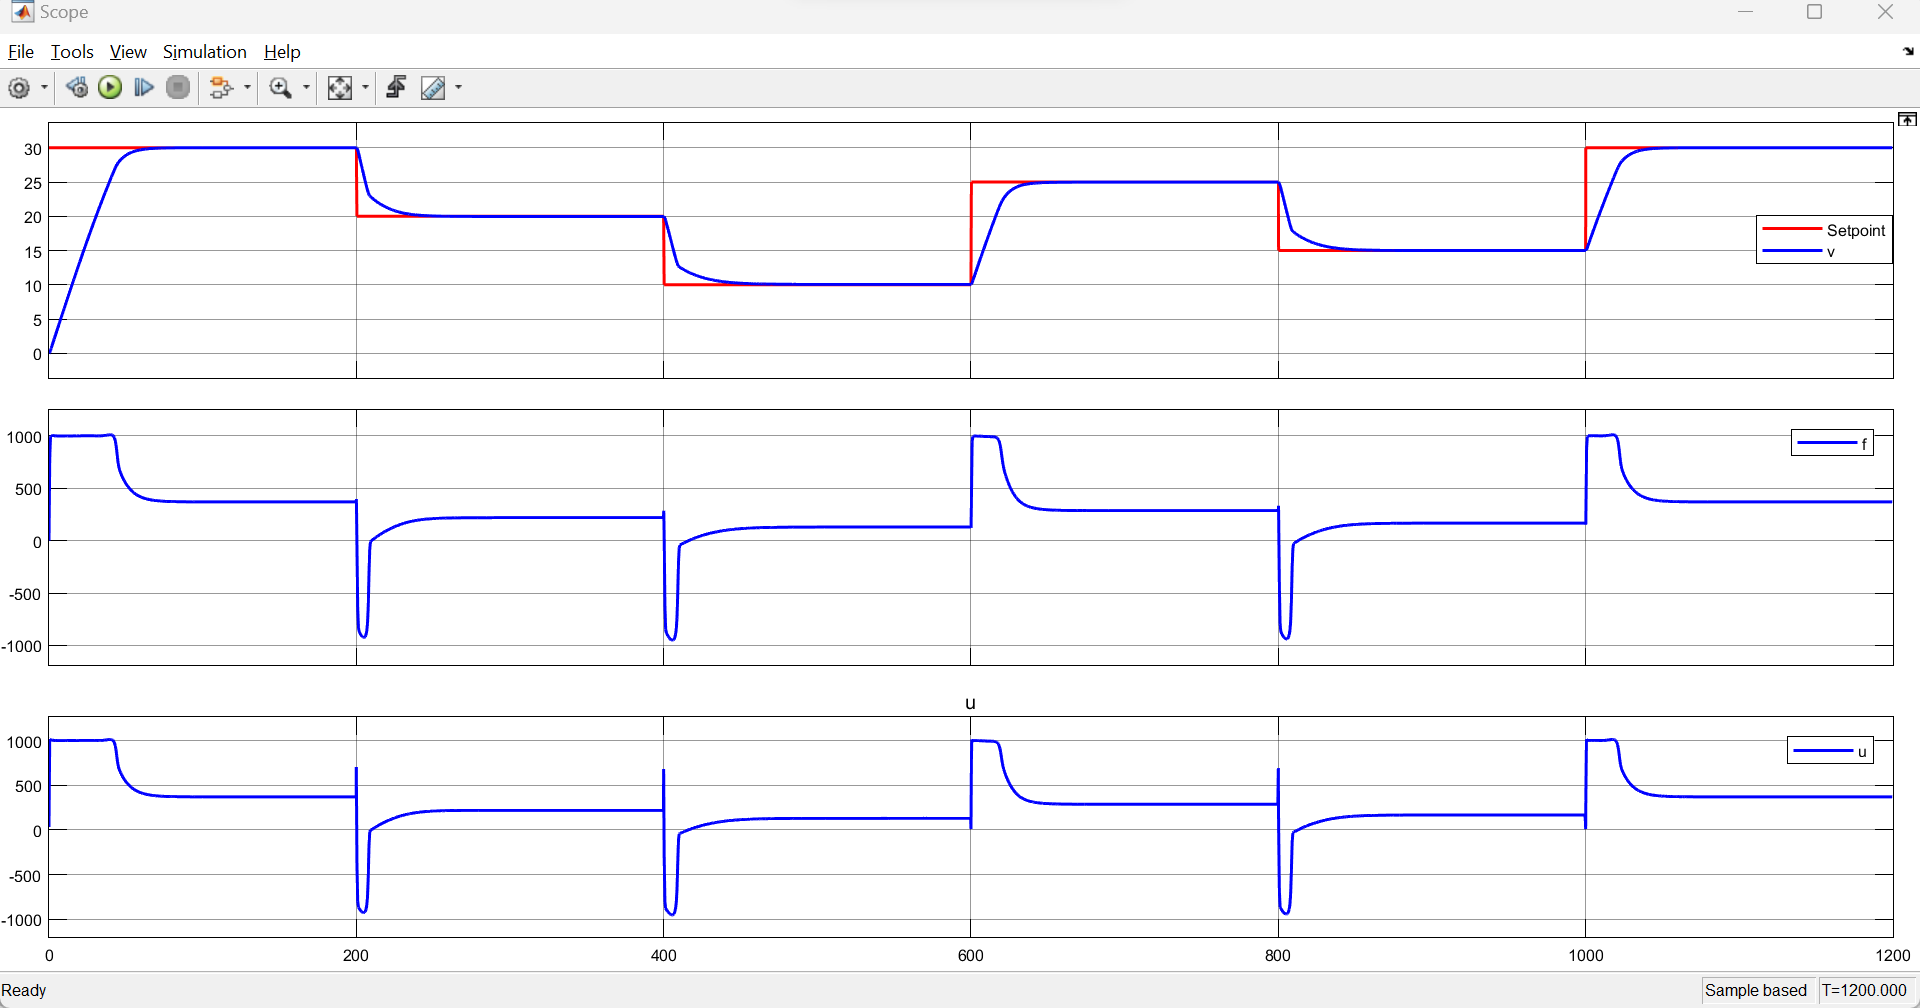 Scope
File Tools View Simulation Help
30
25
20
15
10
5
0
Setpoint
v
1000
500
0
-500
-1000
f
u
1000
500
0
-500
-1000
u
0 200 400 600 800 1000 1200
Ready Sample based T=1200.000